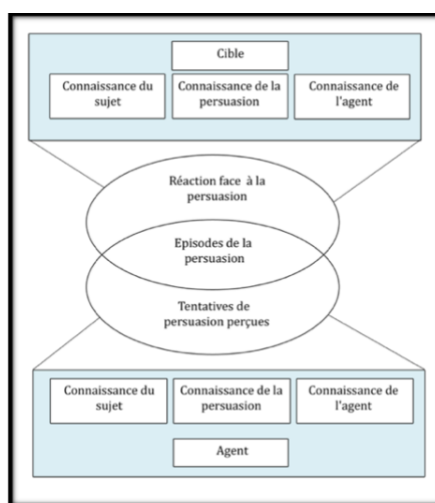 Cible
Connaissance du
sujet
Connaissance de la
persuasion
Connaissance de
l'agent
Réaction face à la
persuasion
Episodes de la
persuasion
Tentatives de
persuasion perçues
Connaissance du
sujet
Connaissance de la
persuasion
Connaissance de
l'agent
Agent